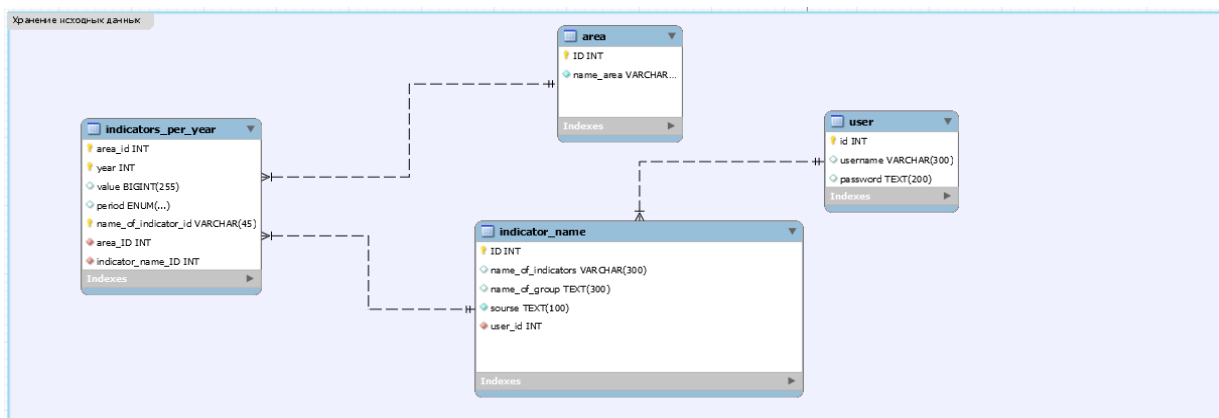 Хранение исходных данных
area
ID INT
name_area VARCHAR...
Indexes
indicators_per_year
area_id INT
year INT
value BIGINT(255)
period ENUM(...)
name_of_indicator_id VARCHAR(45)
area_ID INT
indicator_name_ID INT
Indexes
user
id INT
username VARCHAR(300)
password TEXT(200)
Indexes
indicator_name
ID INT
name_of_indicators VARCHAR(300)
name_of_group TEXT(300)
sourse TEXT(100)
user_id INT
Indexes